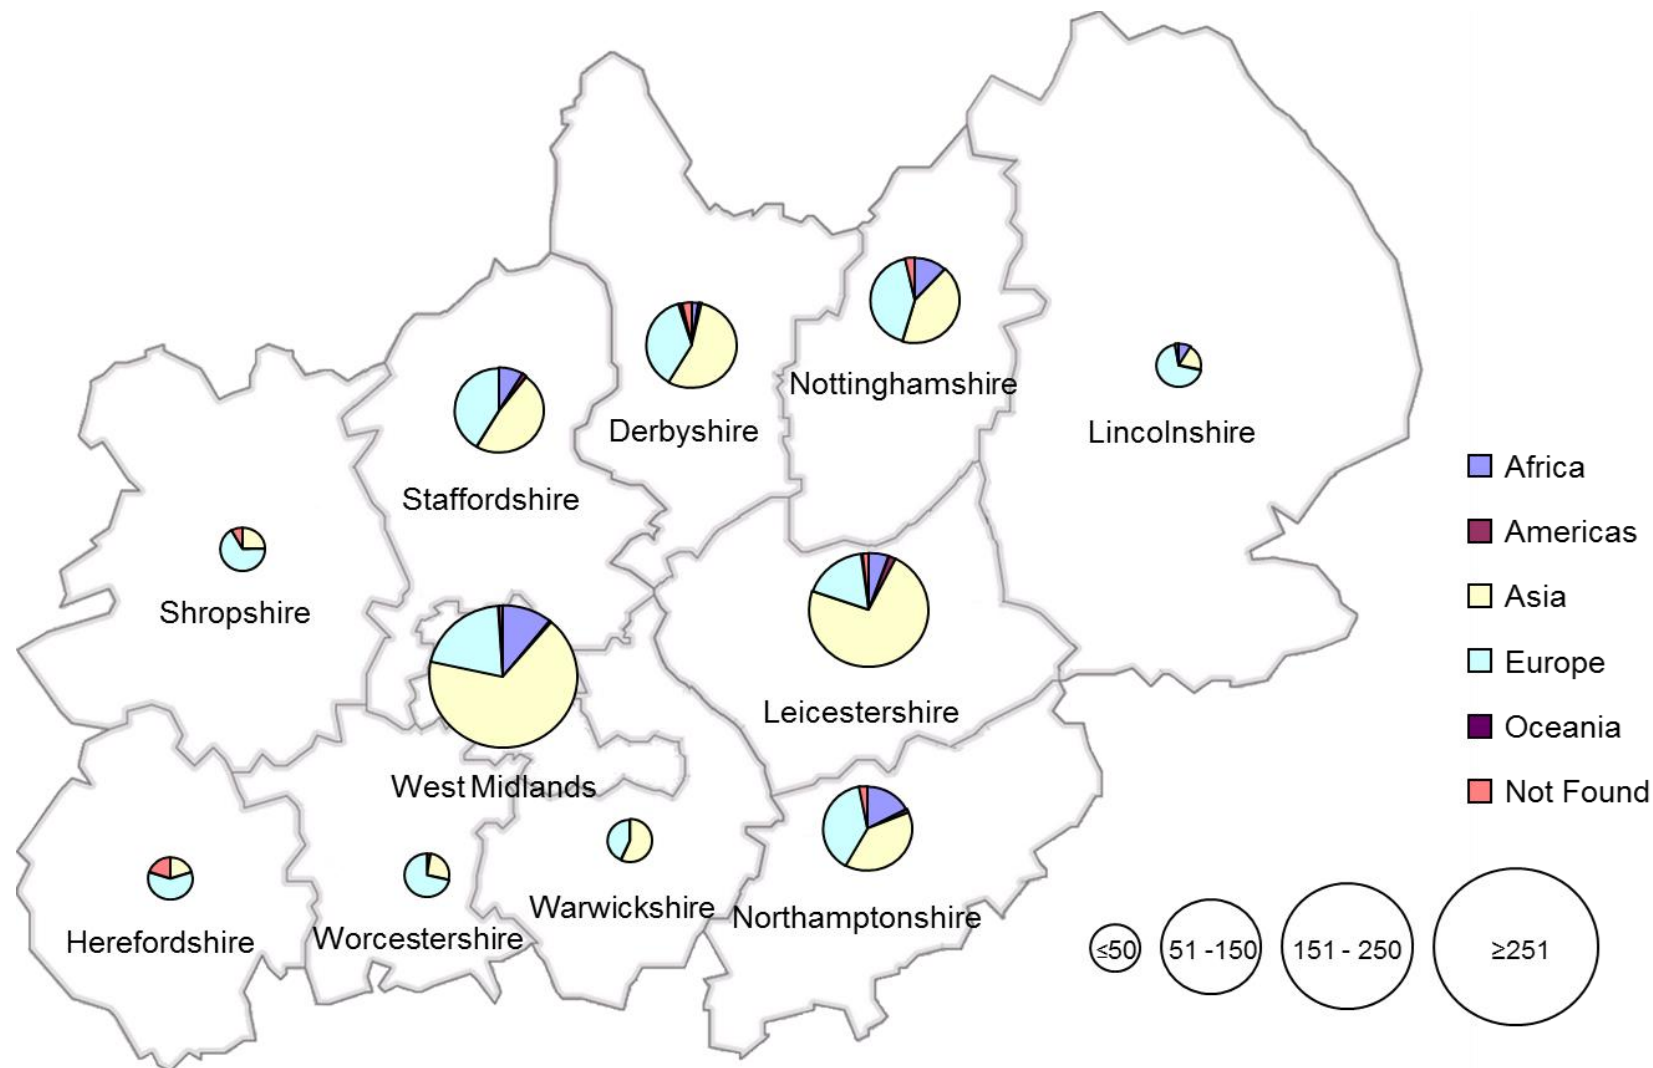 Nottinghamshire
Derbyshire
Lincolnshire
Staffordshire
Shropshire
Leicestershire
West Midlands
Warwickshire
Northamptonshire
Herefordshire
Worcestershire
Africa
Americas
Asia
Europe
Oceania
Not Found
≤50
51 -150
151 - 250
≥251